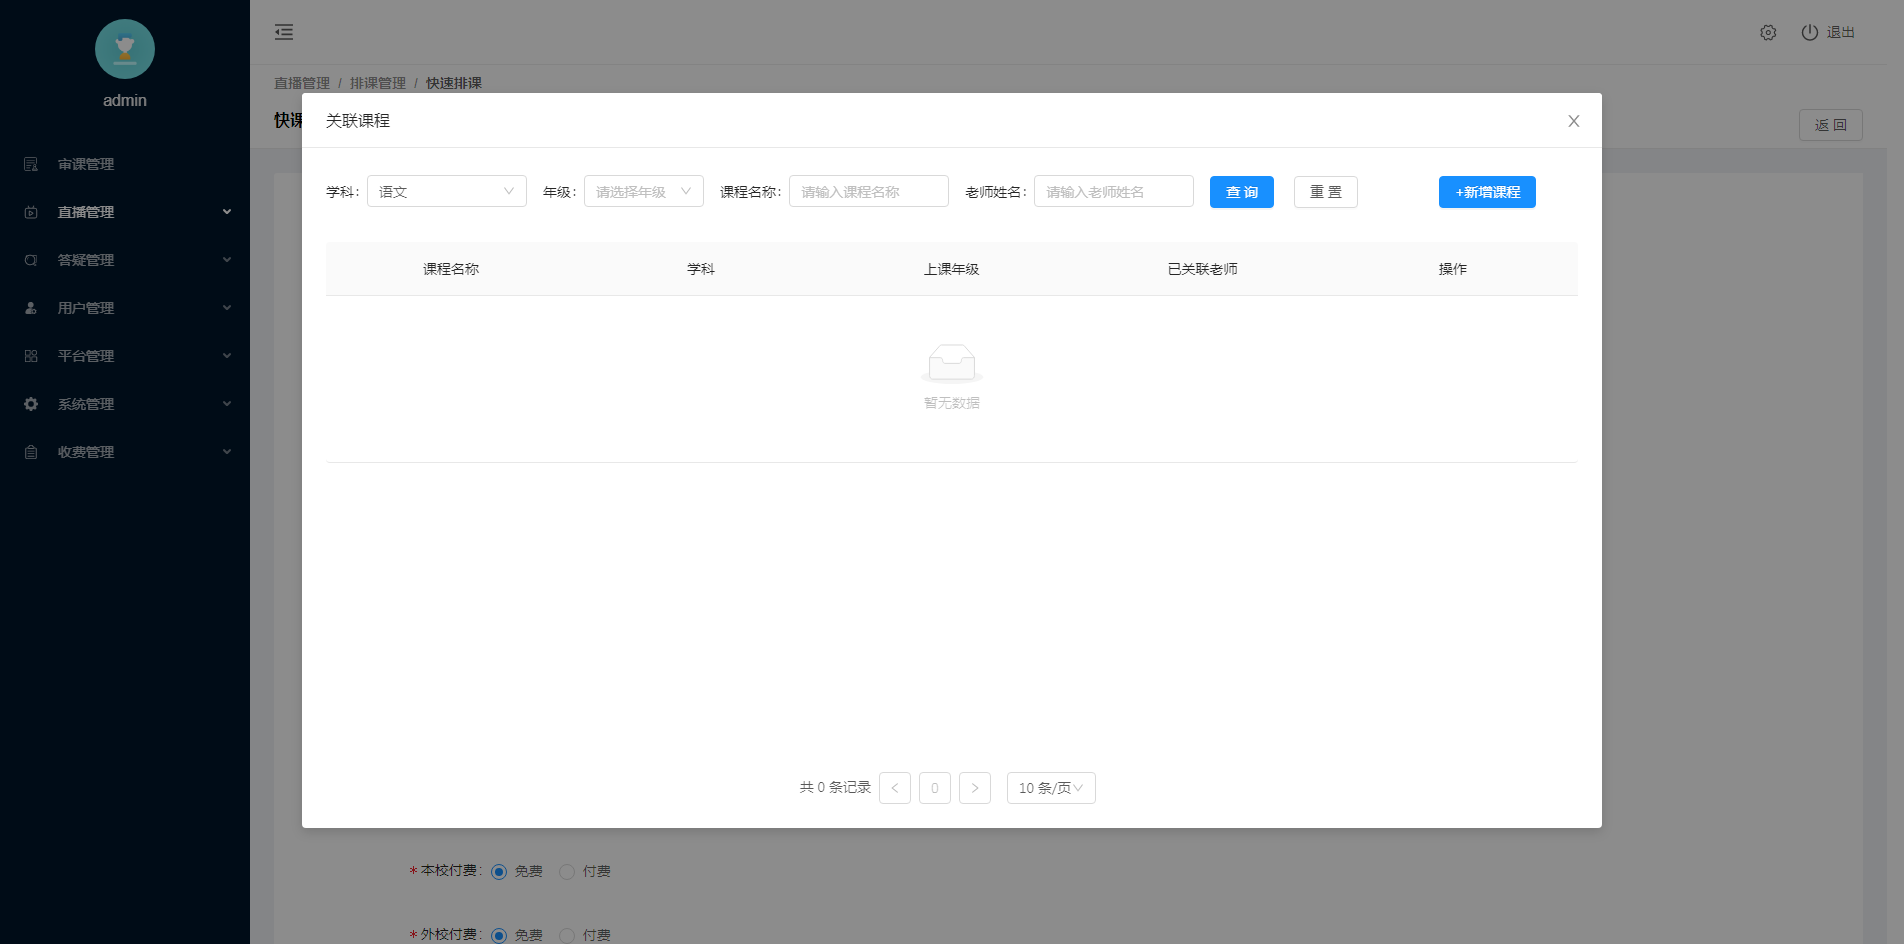 admin
审课管理
直播管理
答疑管理
用户管理
平台管理
系统管理
收费管理
退出
直播管理 / 排课管理 / 快速排课
快课
返 回
关联课程
学科: 语文 年级: 请选择年级 课程名称: 请输入课程名称 老师姓名: 请输入老师姓名 查 询 重 置 +新增课程
课程名称 学科 上课年级 已关联老师 操作
暂无数据
共 0 条记录 < 0 > 10 条/页
* 本校付费: 免费 付费
* 外校付费: 免费 付费